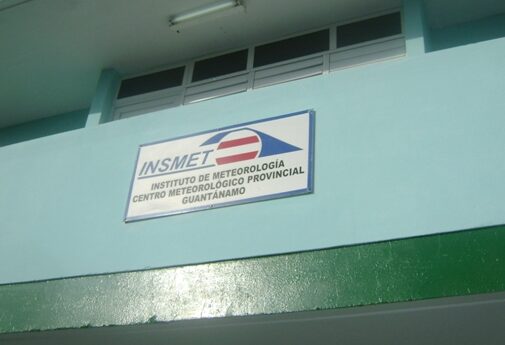 INSMET
INSTITUTO DE METEOROLOGÍA
CENTRO METEOROLÓGICO PROVINCIAL
GUANTÁNAMO